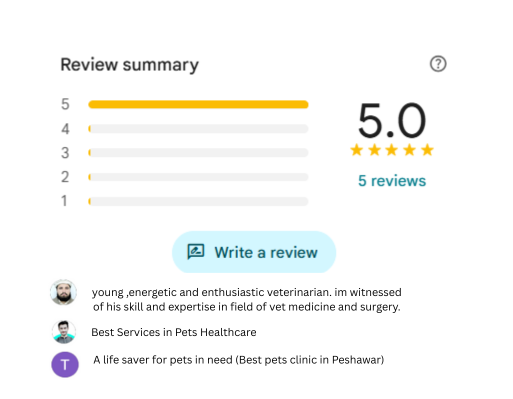 Review summary
5
4
3
2
1
5.0
5 reviews
Write a review
young ,energetic and enthusiastic veterinarian. im witnessed
of his skill and expertise in field of vet medicine and surgery.
Best Services in Pets Healthcare
T
A life saver for pets in need (Best pets clinic in Peshawar)